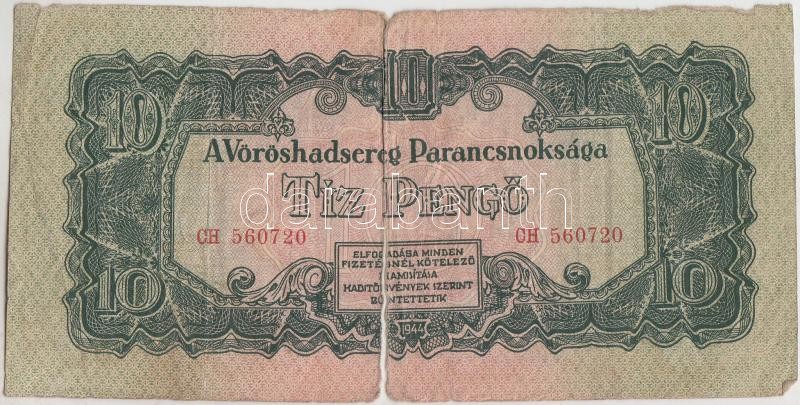 10
10
10
A Vöröshadsereg Parancsnoksága
TÍZ PENGŐ
CH 560720
CH 560720
ELFOGADÁSA MINDEN
FIZETÉSNÉL KÖTELEZŐ
HAMISÍTÁSA
HADITÖRVÉNYEK SZERINT
BÜNTETTETIK
10
10
1944
darabanth